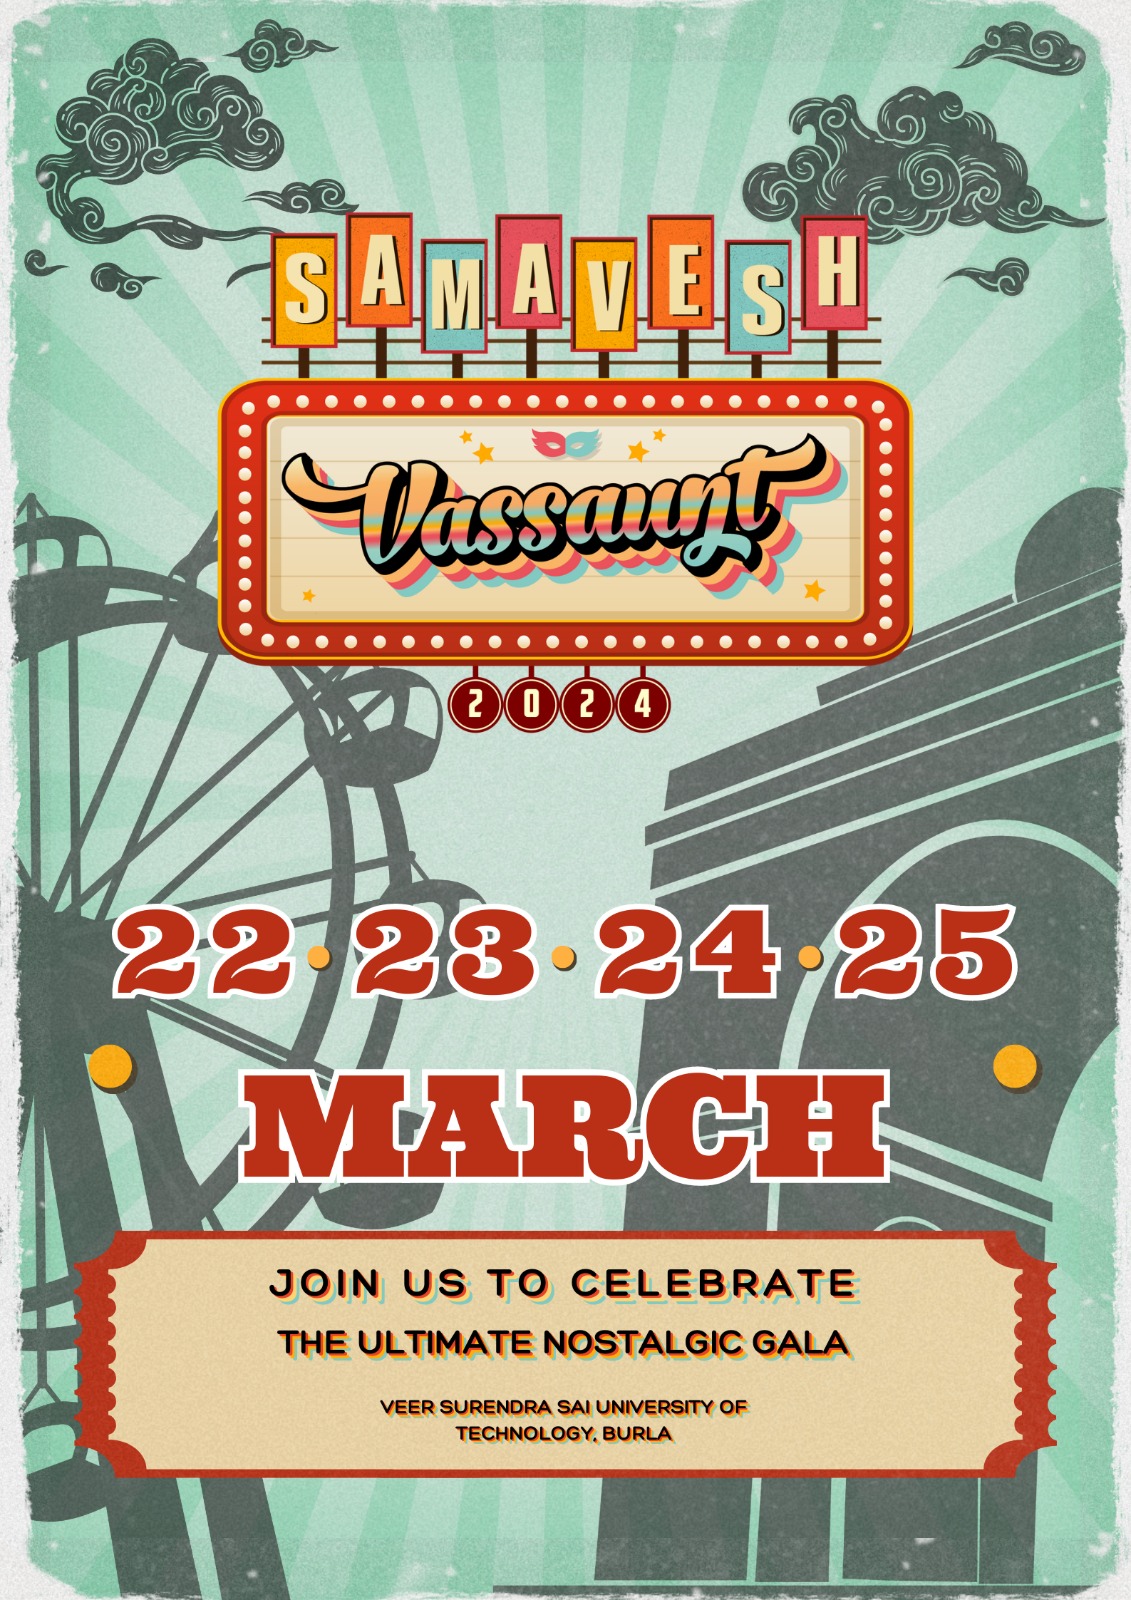 SAMAVESH
Vassaunt
2024
22•23•24•25
MARCH
JOIN US TO CELEBRATE
THE ULTIMATE NOSTALGIC GALA
VEER SURENDRA SAI UNIVERSITY OF
TECHNOLOGY, BURLA